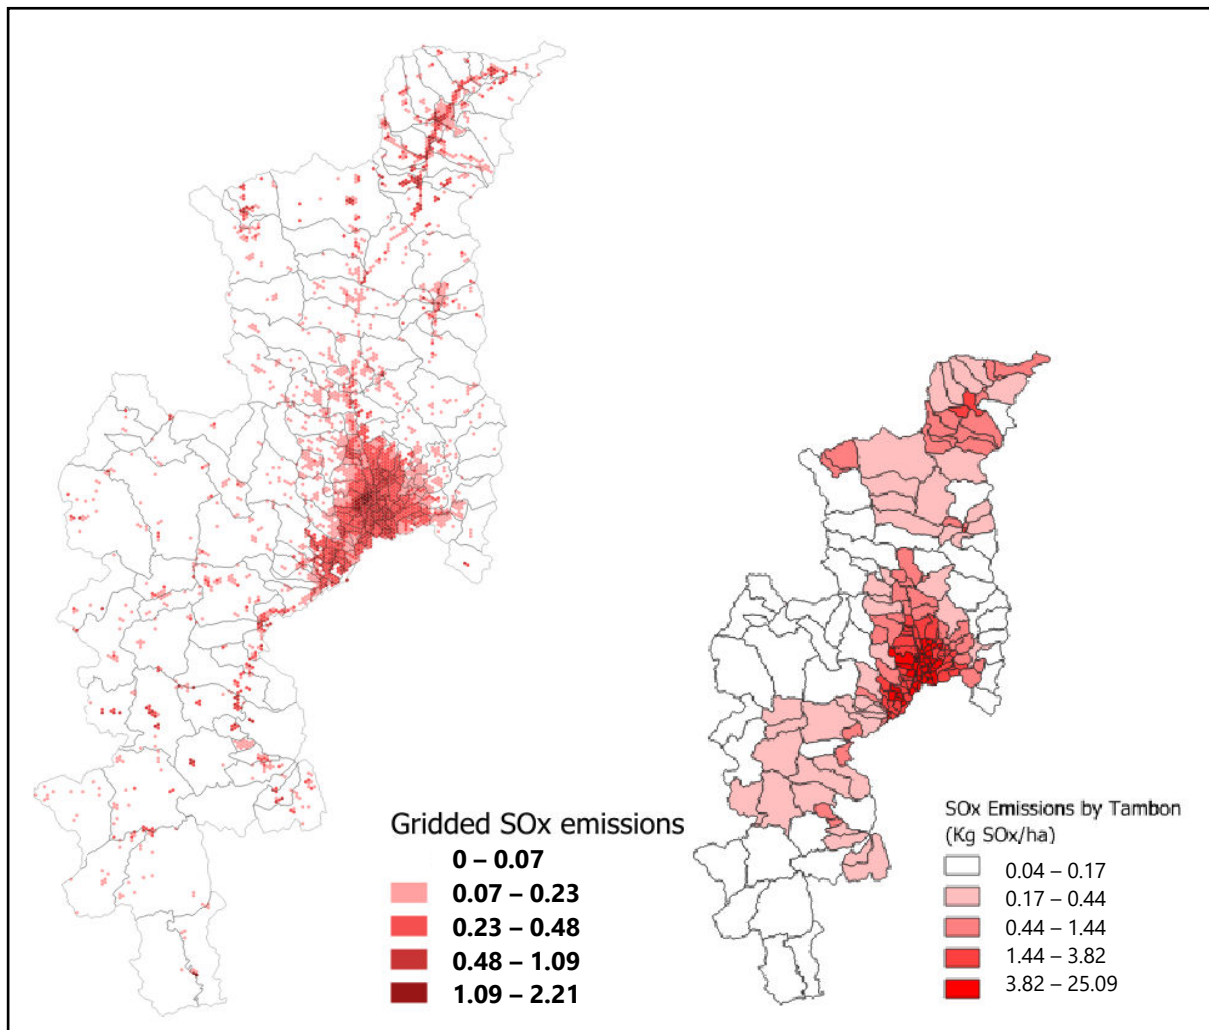 Gridded SOx emissions
0 – 0.07
0.07 – 0.23
0.23 – 0.48
0.48 – 1.09
1.09 – 2.21
SOx Emissions by Tambon
(Kg SOx/ha)
0.04 – 0.17
0.17 – 0.44
0.44 – 1.44
1.44 – 3.82
3.82 – 25.09